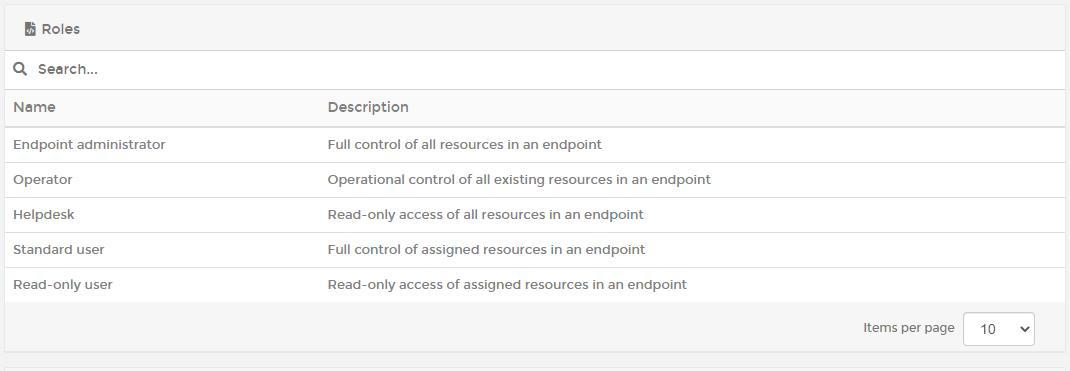 Roles
Search...
Name Description
Endpoint administrator Full control of all resources in an endpoint
Operator Operational control of all existing resources in an endpoint
Helpdesk Read-only access of all resources in an endpoint
Standard user Full control of assigned resources in an endpoint
Read-only user Read-only access of assigned resources in an endpoint
Items per page 10